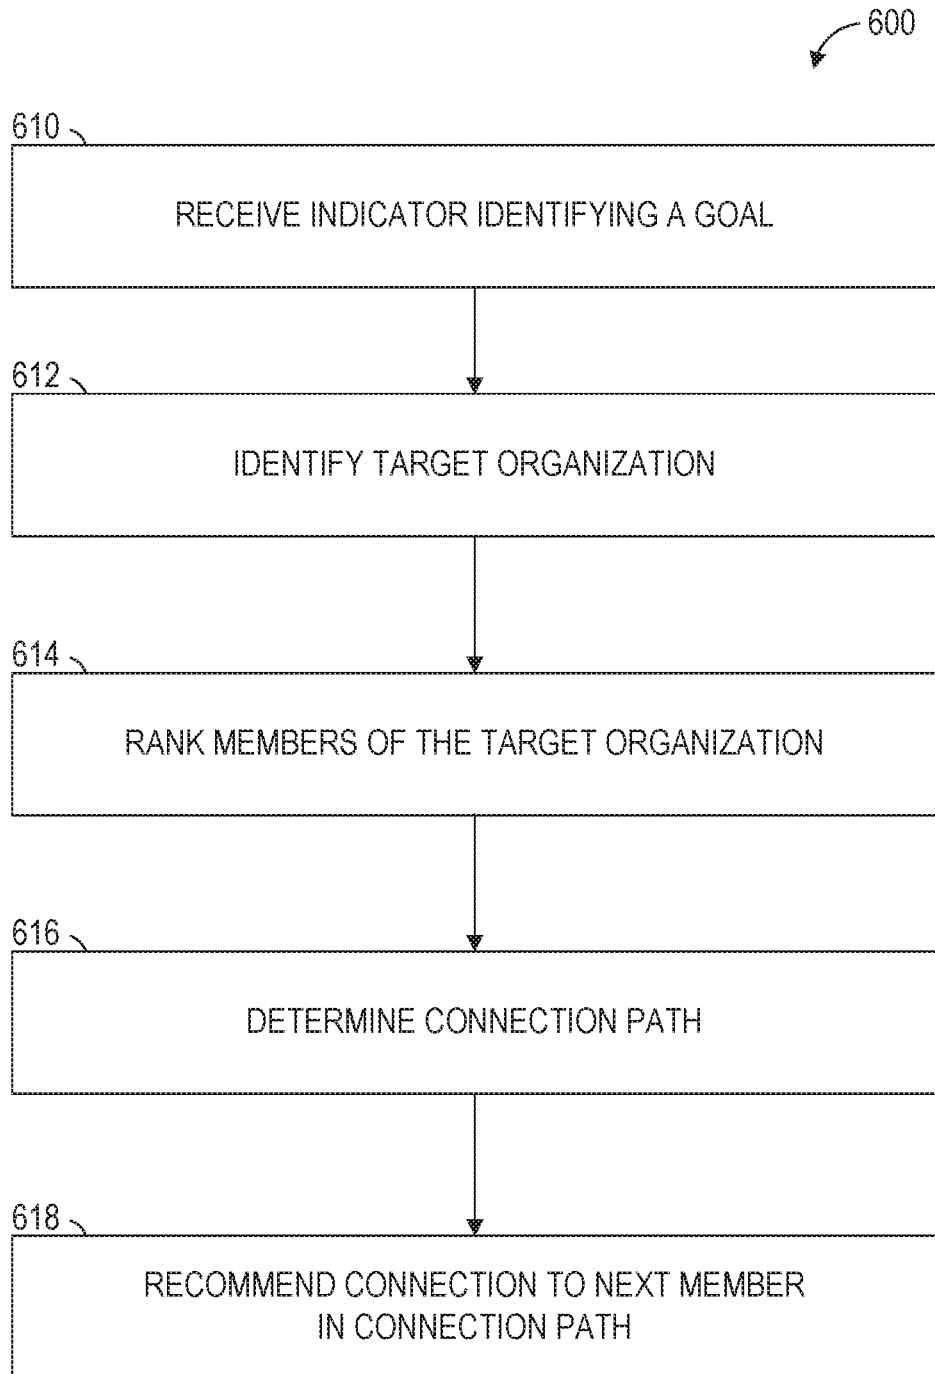 600
610
RECEIVE INDICATOR IDENTIFYING A GOAL
612
IDENTIFY TARGET ORGANIZATION
614
RANK MEMBERS OF THE TARGET ORGANIZATION
616
DETERMINE CONNECTION PATH
618
RECOMMEND CONNECTION TO NEXT MEMBER
IN CONNECTION PATH